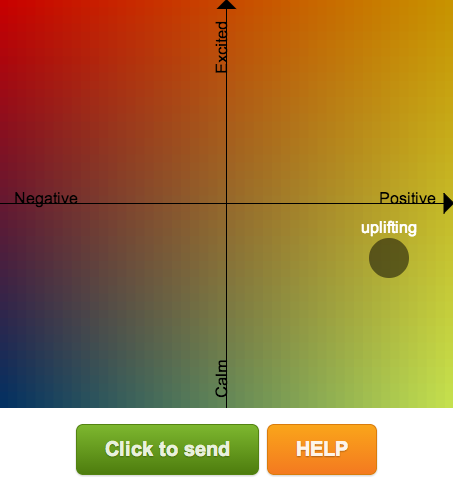 Excited
Negative
Positive
uplifting
Calm
Click to send
HELP